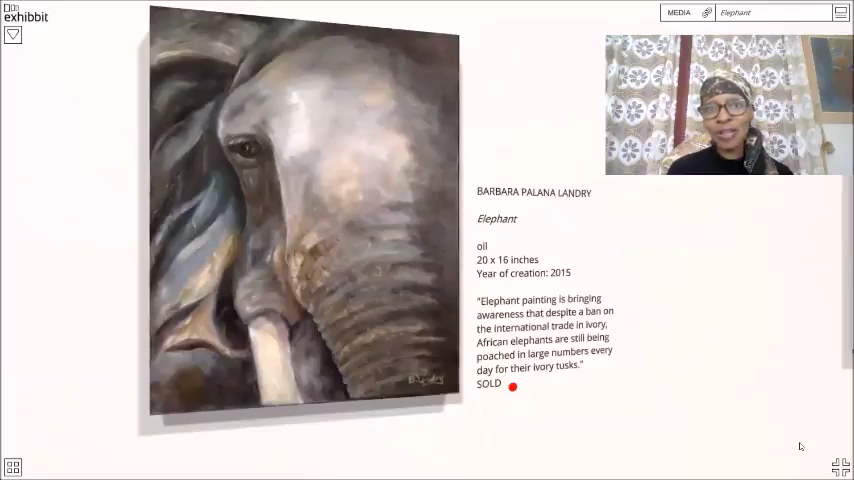 exhibbit
MEDIA
Elephant
BARBARA PALANA LANDRY
Elephant
oil
20 x 16 inches
Year of creation: 2015
"Elephant painting is bringing
awareness that despite a ban on
the international trade in ivory,
African elephants are still being
poached in large numbers every
day for their ivory tusks."
SOLD